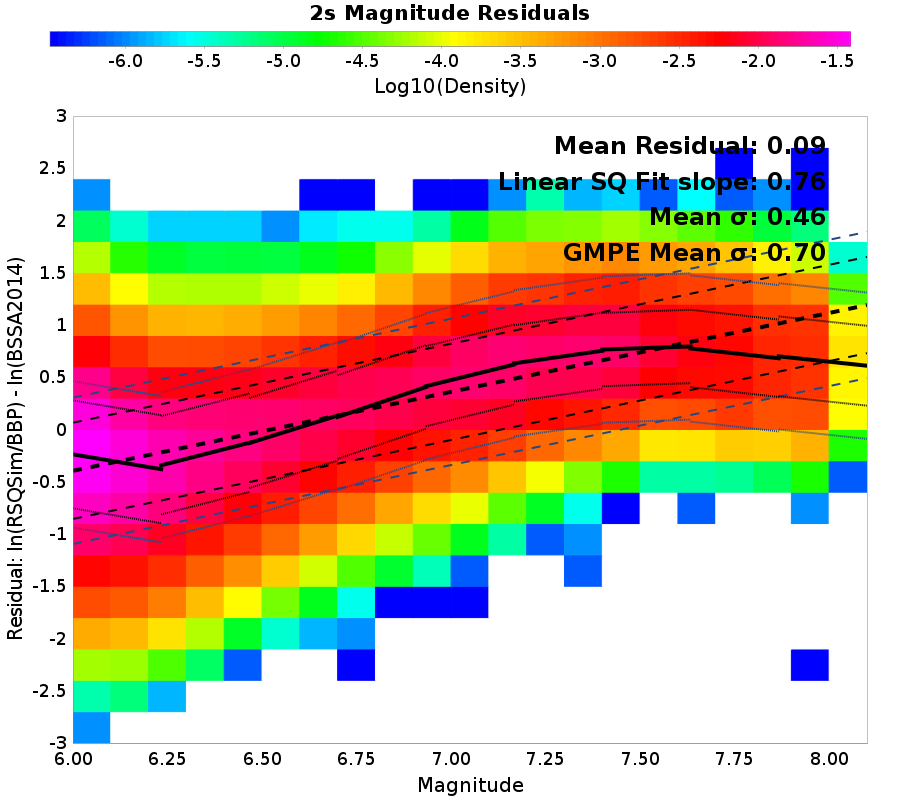 2s Magnitude Residuals
-6.0 -5.5 -5.0 -4.5 -4.0 -3.5 -3.0 -2.5 -2.0 -1.5
Log10(Density)
Mean Residual: 0.09
Linear SQ Fit slope: 0.76
Mean σ: 0.46
GMPE Mean σ: 0.70
Residual: ln(RSQSim/BBP) - ln(BSSA2014)
3
2.5
2
1.5
1
0.5
0
-0.5
-1
-1.5
-2
-2.5
-3
6.00 6.25 6.50 6.75 7.00 7.25 7.50 7.75 8.00
Magnitude